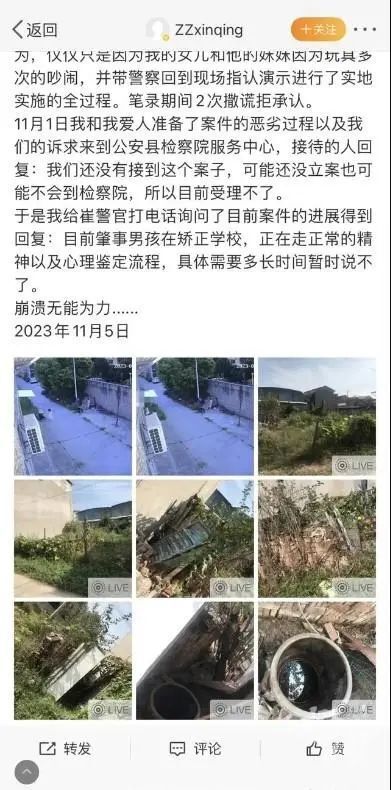 返回
ZZxinqing
+关注
为，仅仅只是因为我的女儿和他的妹妹因为玩具多
次的吵闹，并带警察回到现场指认演示进行了实地
实施的全过程。笔录期间2次撒谎拒承认。
11月1日我和我爱人准备了案件的恶劣过程以及我
们的诉求来到公安县检察院服务中心，接待的人回
复：我们还没有接到这个案子，可能还没立案也可
能不会到检察院，所以目前受理不了。
于是我给崔警官打电话询问了目前案件的进展得到
回复：目前肇事男孩在矫正学校，正在走正常的精
神以及心理鉴定流程，具体需要多长时间暂时说不
了。
崩溃无能为力......
2023年11月5日
LIVE
LIVE
LIVE
LIVE
LIVE
LIVE
LIVE
转发
评论
赞